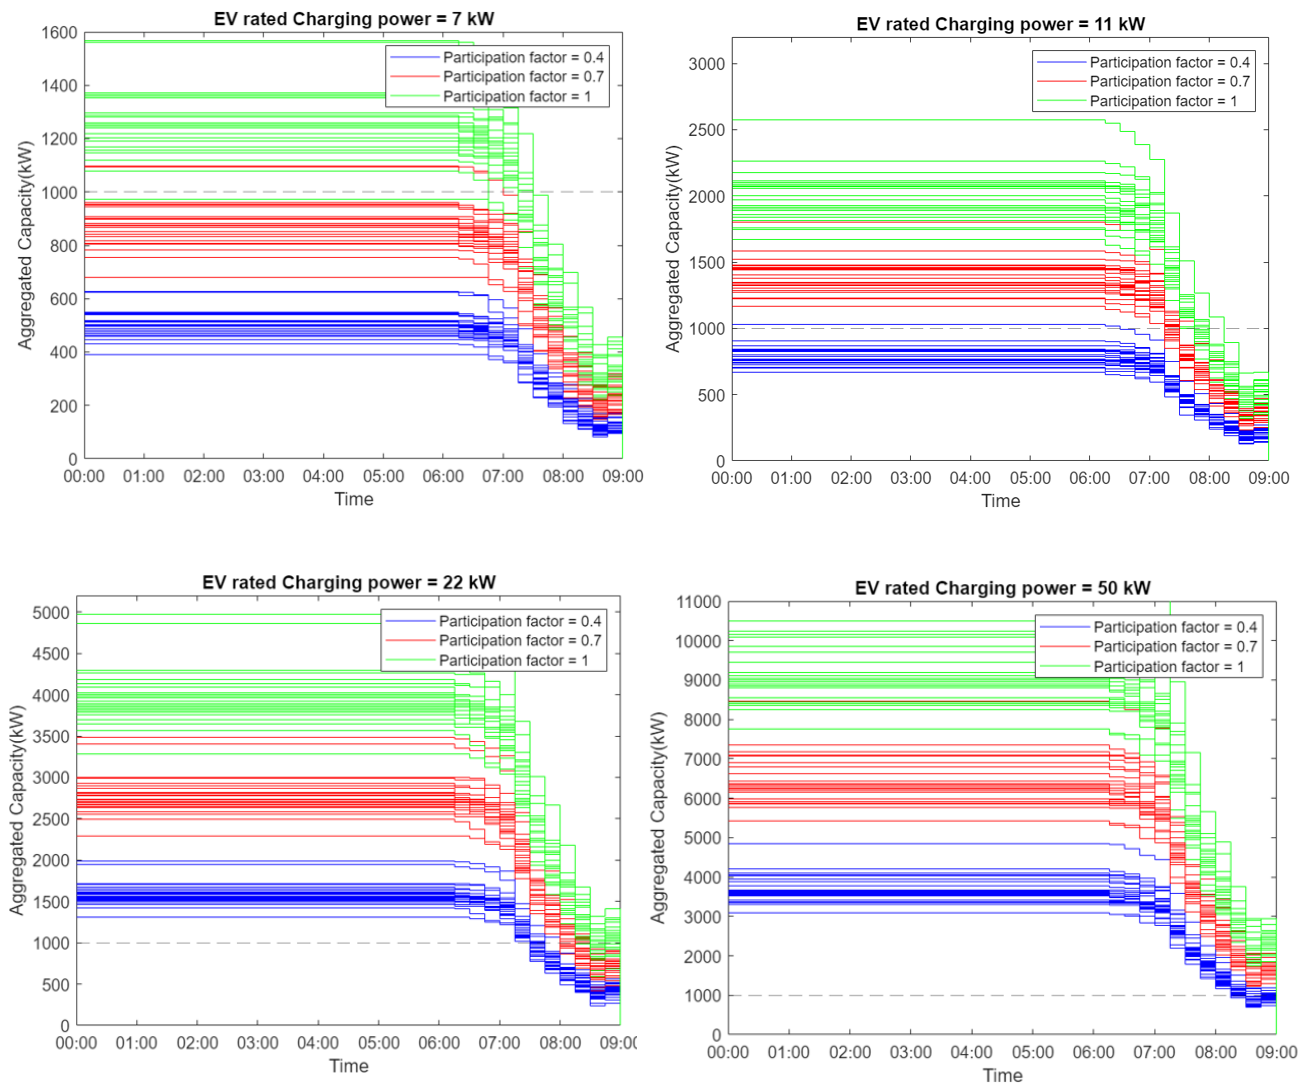 EV rated Charging power = 7 kW
1600
1400
1200
1000
800
600
400
200
0
Aggregated Capacity(kW)
Participation factor = 0.4
Participation factor = 0.7
Participation factor = 1
00:00 01:00 02:00 03:00 04:00 05:00 06:00 07:00 08:00 09:00
Time
EV rated Charging power = 11 kW
3000
2500
2000
1500
1000
500
0
Aggregated Capacity(kW)
Participation factor = 0.4
Participation factor = 0.7
Participation factor = 1
00:00 01:00 02:00 03:00 04:00 05:00 06:00 07:00 08:00 09:00
Time
EV rated Charging power = 22 kW
5000
4500
4000
3500
3000
2500
2000
1500
1000
500
0
Aggregated Capacity(kW)
Participation factor = 0.4
Participation factor = 0.7
Participation factor = 1
00:00 01:00 02:00 03:00 04:00 05:00 06:00 07:00 08:00 09:00
Time
EV rated Charging power = 50 kW
11000
10000
9000
8000
7000
6000
5000
4000
3000
2000
1000
0
Aggregated Capacity(kW)
Participation factor = 0.4
Participation factor = 0.7
Participation factor = 1
00:00 01:00 02:00 03:00 04:00 05:00 06:00 07:00 08:00 09:00
Time